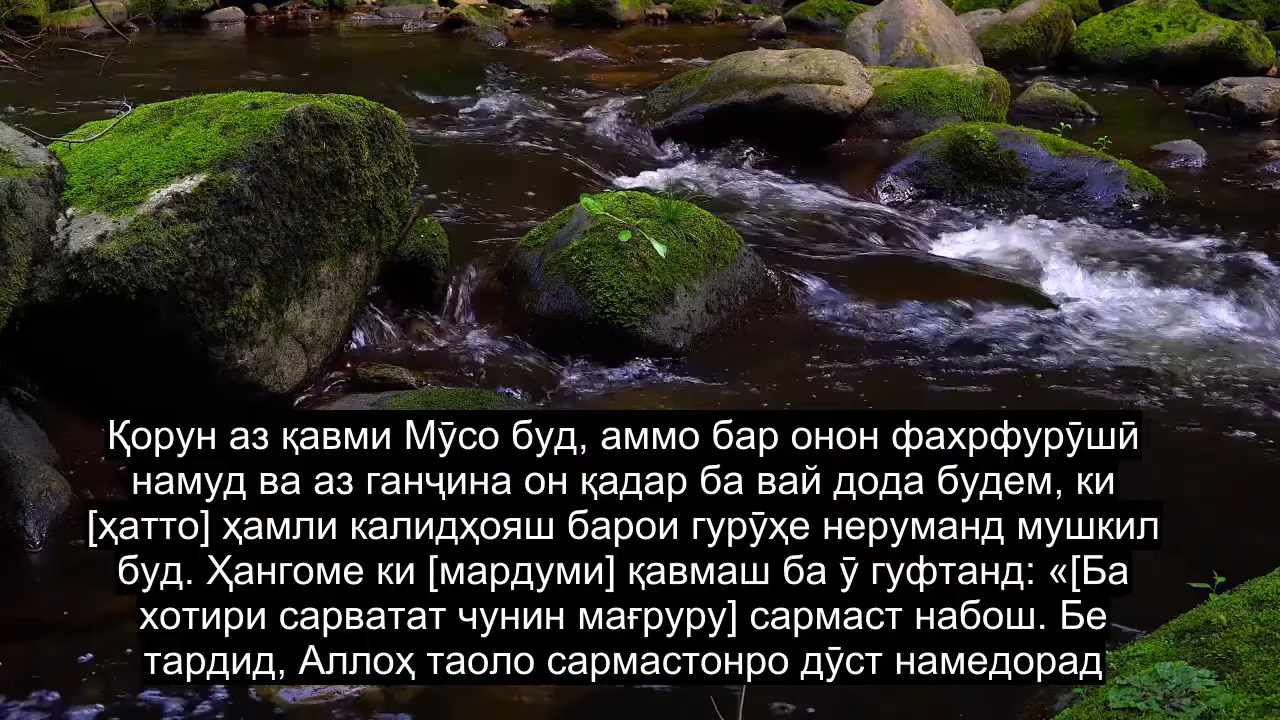 Қорун аз қавми Мӯсо буд, аммо бар онон фахрфурӯшӣ
намуд ва аз ганҷина он қадар ба вай дода будем, ки
[ҳатто] ҳамли калидҳояш барои гурӯҳе неруманд мушкил
буд. Ҳангоме ки [мардуми] қавмаш ба ӯ гуфтанд: «[Ба
хотири сарватат чунин мағруру] сармаст набош. Бе
тардид, Аллоҳ таоло сармастонро дӯст намедорад